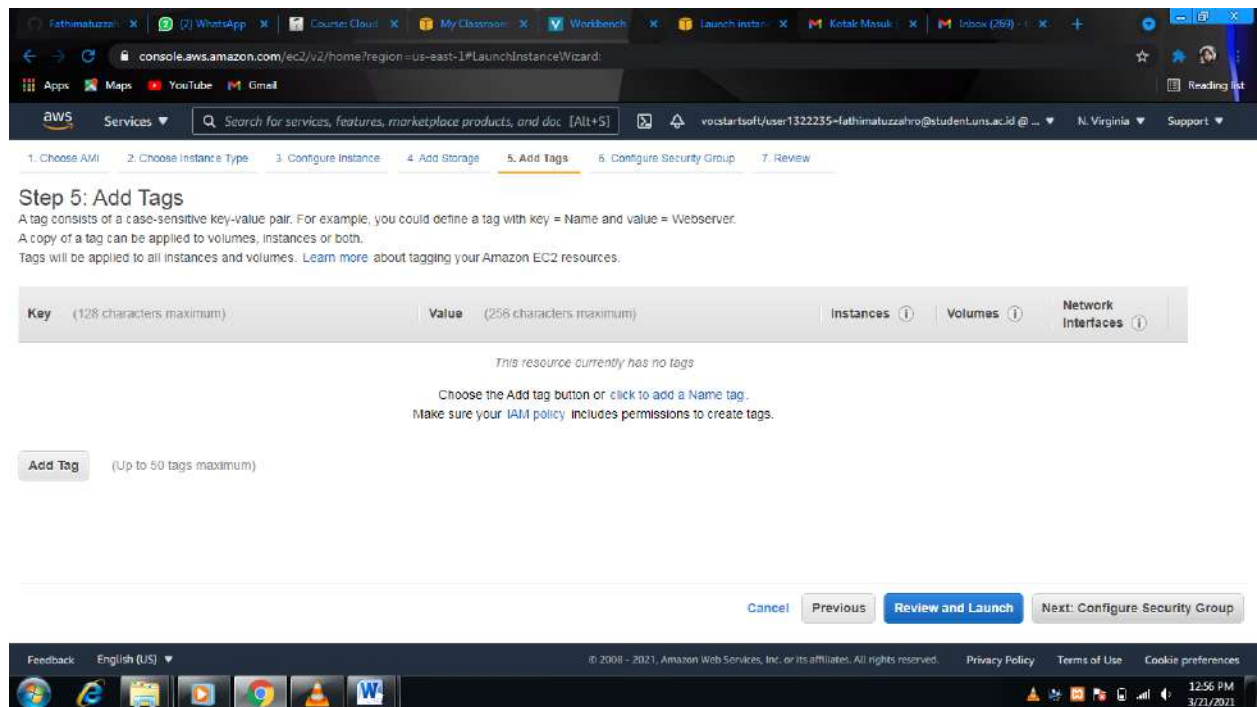 Fathimatuzzah
(2) WhatsApp
Course: Cloud
My Classroom
Workbench
Launch instan
Kotak Masuk
Inbox (269) -
console.aws.amazon.com/ec2/v2/home?region=us-east-1#LaunchInstanceWizard:
Apps Maps YouTube Gmail Reading list
aws Services Search for services, features, marketplace products, and doc [Alt+S] vocstartsoft/user1322235=fathimatuzzahro@student.uns.ac.id @ ... N. Virginia Support
1. Choose AMI 2. Choose Instance Type 3. Configure Instance 4. Add Storage 5. Add Tags 6. Configure Security Group 7. Review
Step 5: Add Tags
A tag consists of a case-sensitive key-value pair. For example, you could define a tag with key = Name and value = Webserver.
A copy of a tag can be applied to volumes, instances or both.
Tags will be applied to all instances and volumes. Learn more about tagging your Amazon EC2 resources.
Key (128 characters maximum) Value (256 characters maximum) Instances Volumes Network Interfaces
This resource currently has no tags
Choose the Add tag button or click to add a Name tag.
Make sure your IAM policy includes permissions to create tags.
Add Tag (Up to 50 tags maximum)
Cancel Previous Review and Launch Next: Configure Security Group
Feedback English (US) © 2008 - 2021, Amazon Web Services, Inc. or its affiliates. All rights reserved. Privacy Policy Terms of Use Cookie preferences
12:56 PM
3/21/2021